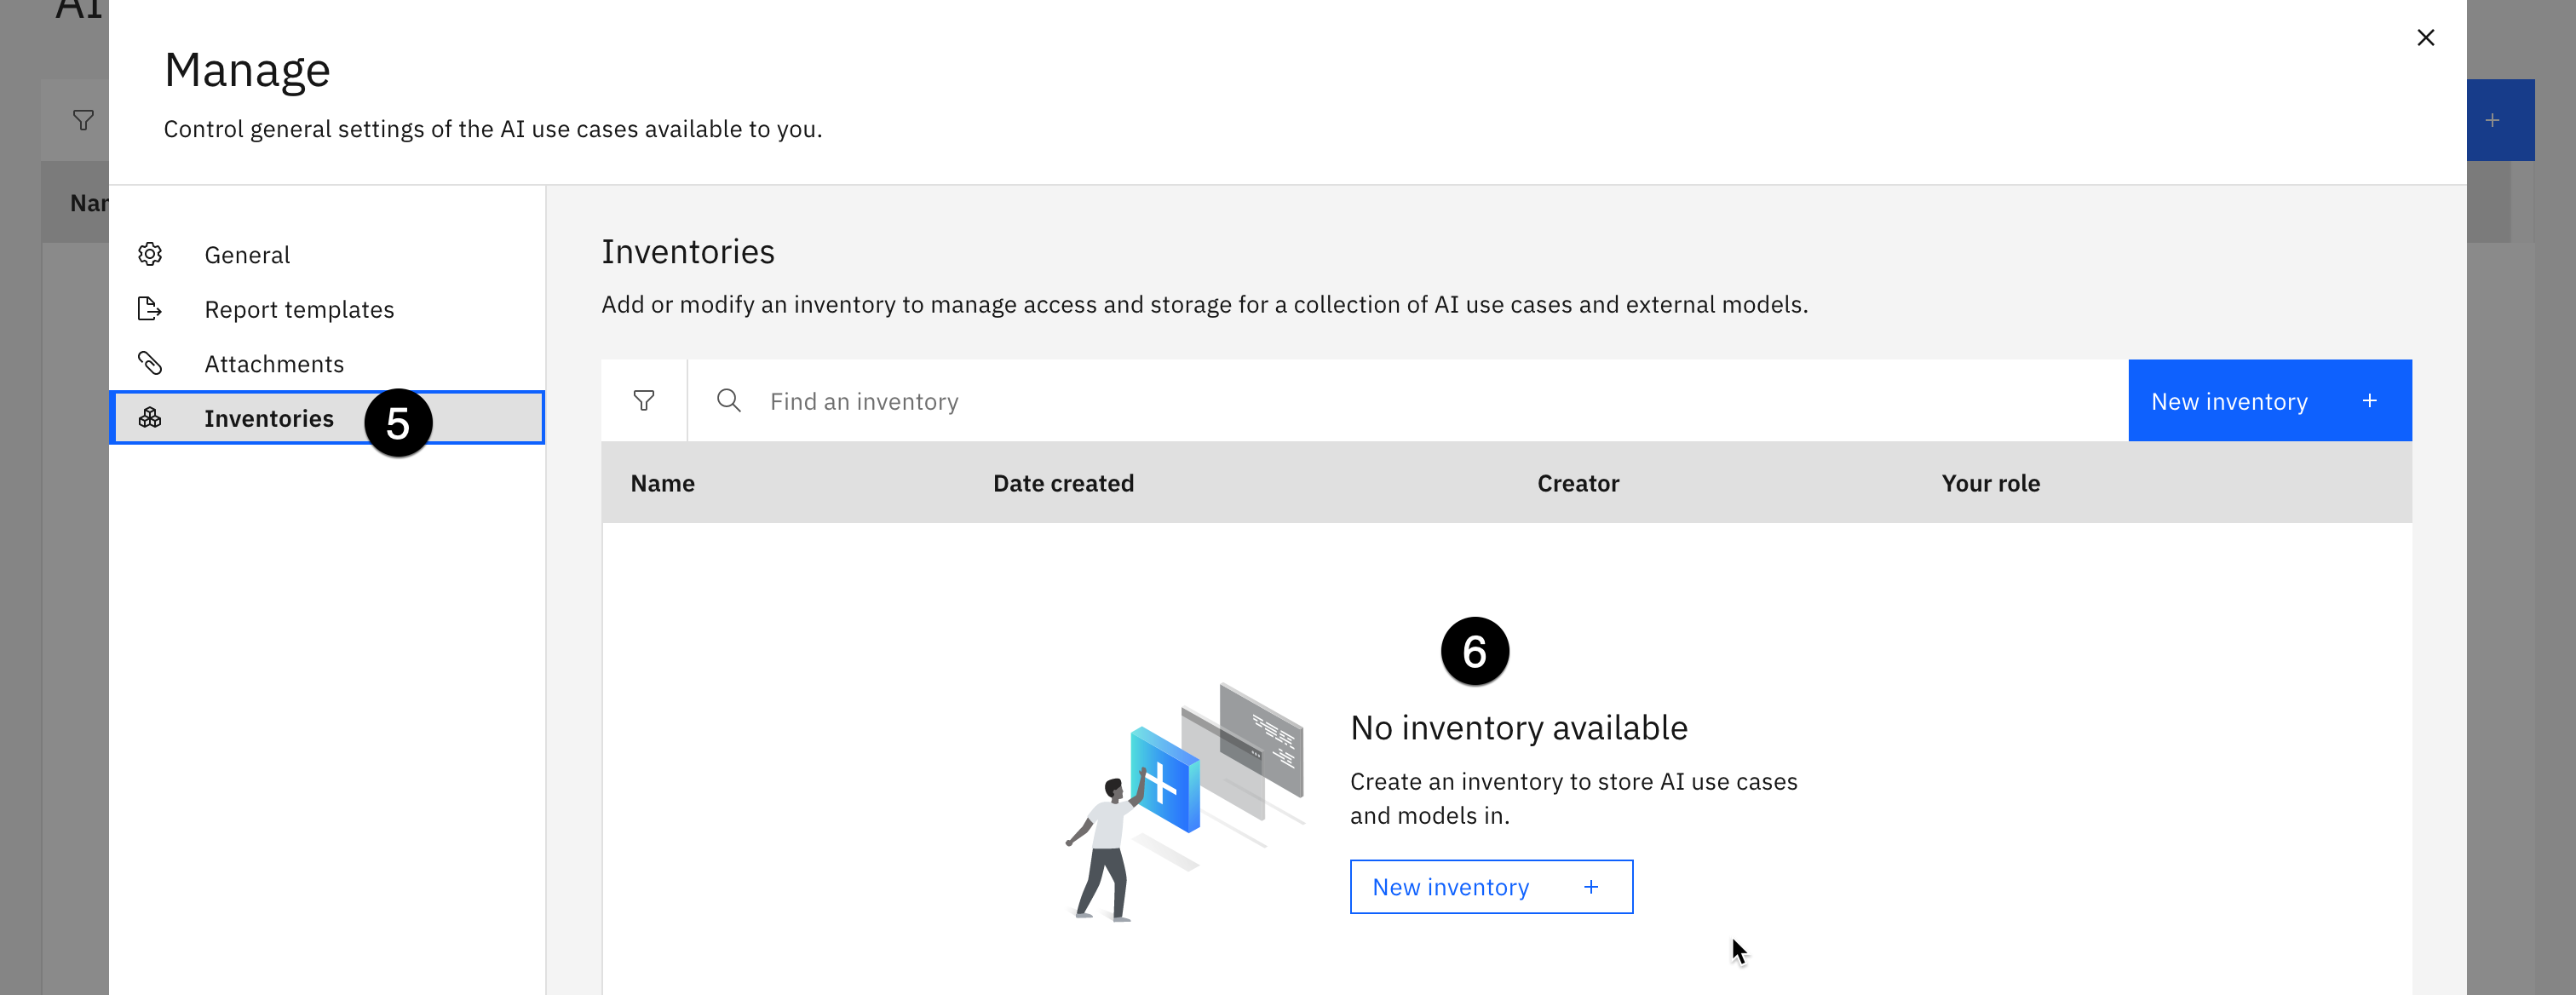 AI
Manage
Control general settings of the AI use cases available to you.
General
Report templates
Attachments
Inventories
5
Inventories
Add or modify an inventory to manage access and storage for a collection of AI use cases and external models.
Find an inventory
New inventory +
Name Date created Creator Your role
6
No inventory available
Create an inventory to store AI use cases
and models in.
New inventory +